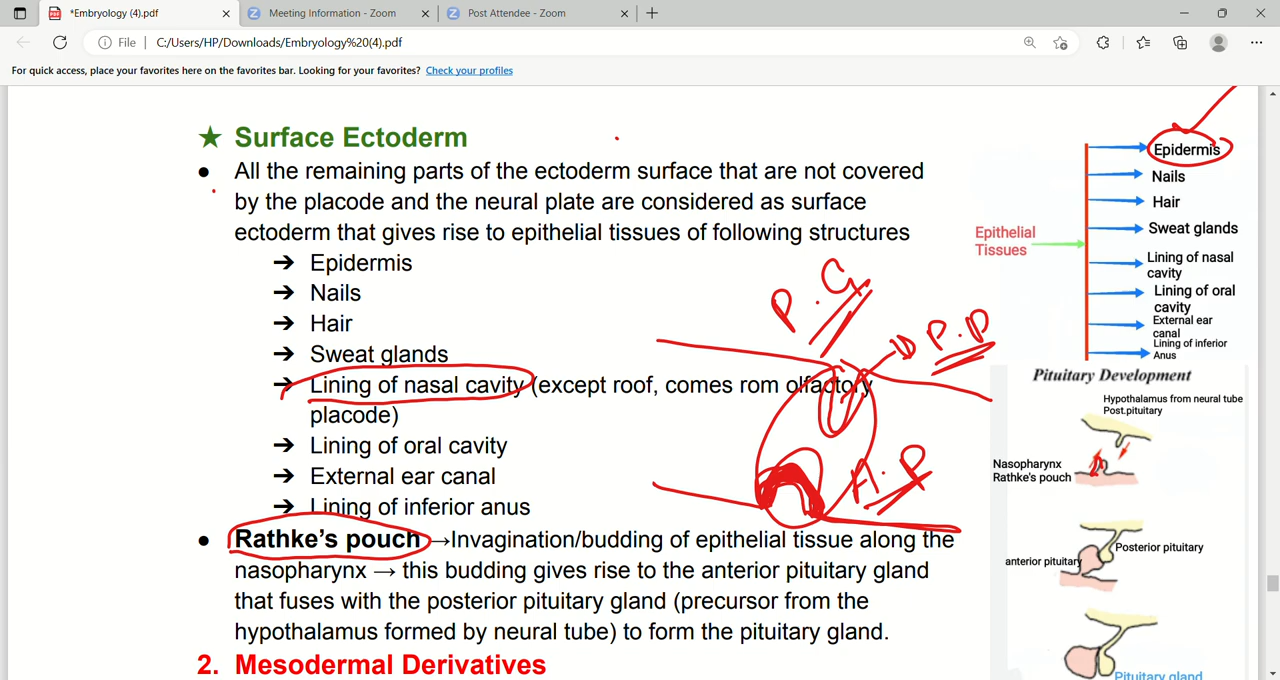 *Embryology (4).pdf
Meeting Information - Zoom
Post Attendee - Zoom
File
C:/Users/HP/Downloads/Embryology%20(4).pdf
For quick access, place your favorites here on the favorites bar. Looking for your favorites? Check your profiles
★ Surface Ectoderm
● All the remaining parts of the ectoderm surface that are not covered
by the placode and the neural plate are considered as surface
ectoderm that gives rise to epithelial tissues of following structures
➔ Epidermis
➔ Nails
➔ Hair
➔ Sweat glands
➔ Lining of nasal cavity (except roof, comes rom olfactory
placode)
➔ Lining of oral cavity
➔ External ear canal
➔ Lining of inferior anus
● Rathke's pouch →Invagination/budding of epithelial tissue along the
nasopharynx → this budding gives rise to the anterior pituitary gland
that fuses with the posterior pituitary gland (precursor from the
hypothalamus formed by neural tube) to form the pituitary gland.
2. Mesodermal Derivatives
P.G
P.P
A.P
Epithelial
Tissues
Epidermis
Nails
Hair
Sweat glands
Lining of nasal
cavity
Lining of oral
cavity
External ear
canal
Lining of inferior
Anus
Pituitary Development
Hypothalamus from neural tube
Post.pituitary
Nasopharynx
Rathke's pouch
Posterior pituitary
anterior pituitary
Pituitary gland